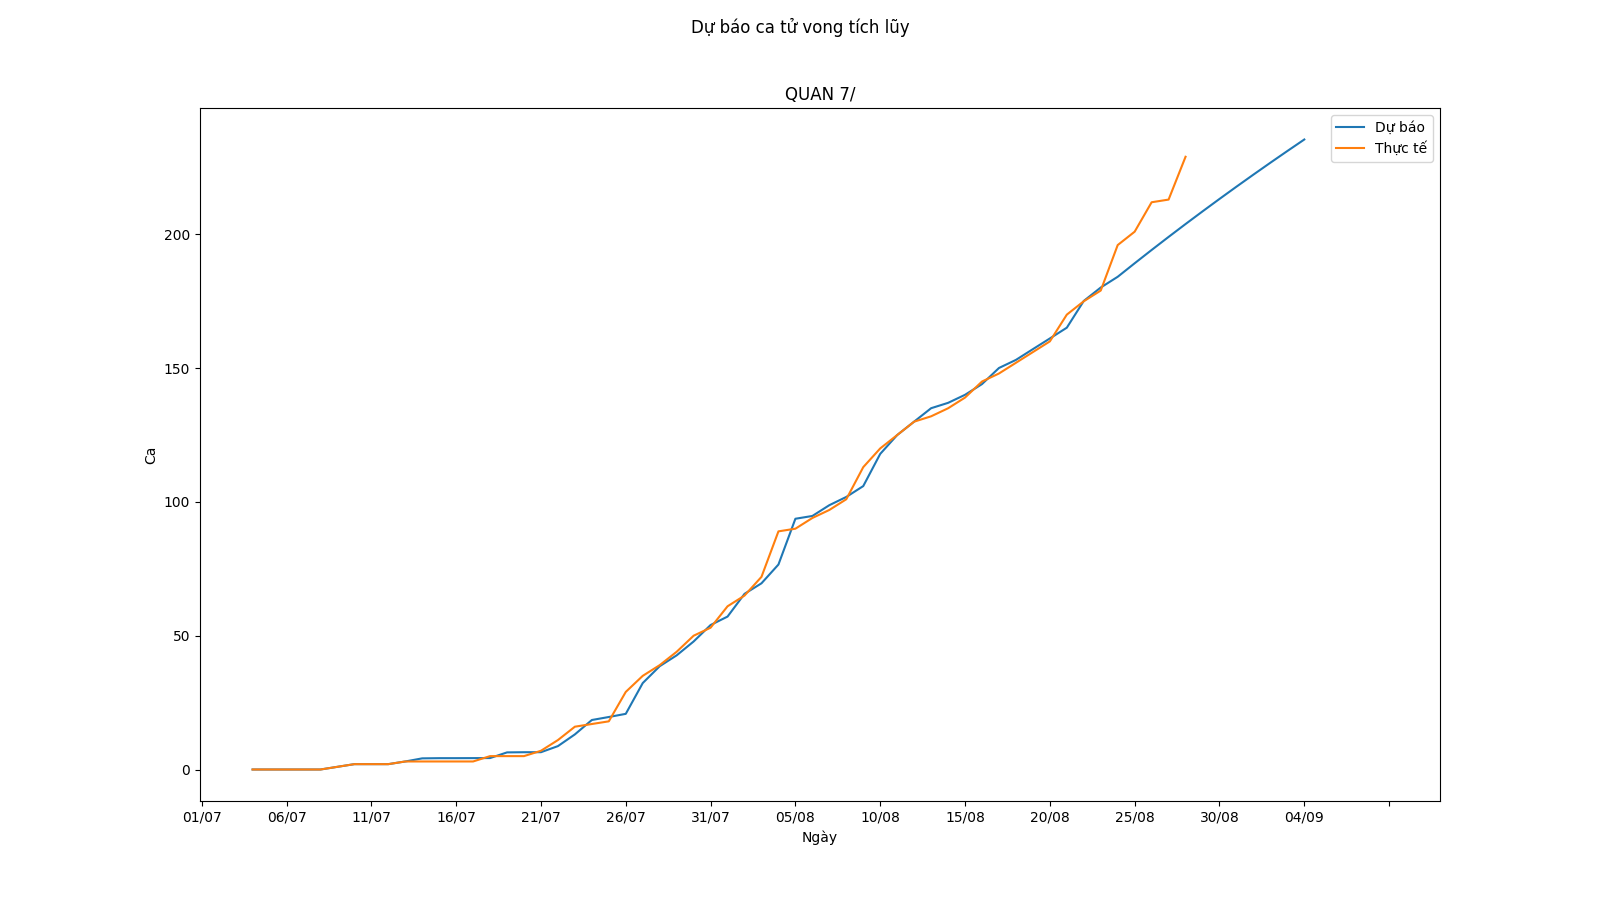 Dự báo ca tử vong tích lũy
QUAN 7/
Dự báo
Thực tế
200
150
100
50
0
Ca
01/07 06/07 11/07 16/07 21/07 26/07 31/07 05/08 10/08 15/08 20/08 25/08 30/08 04/09
Ngày